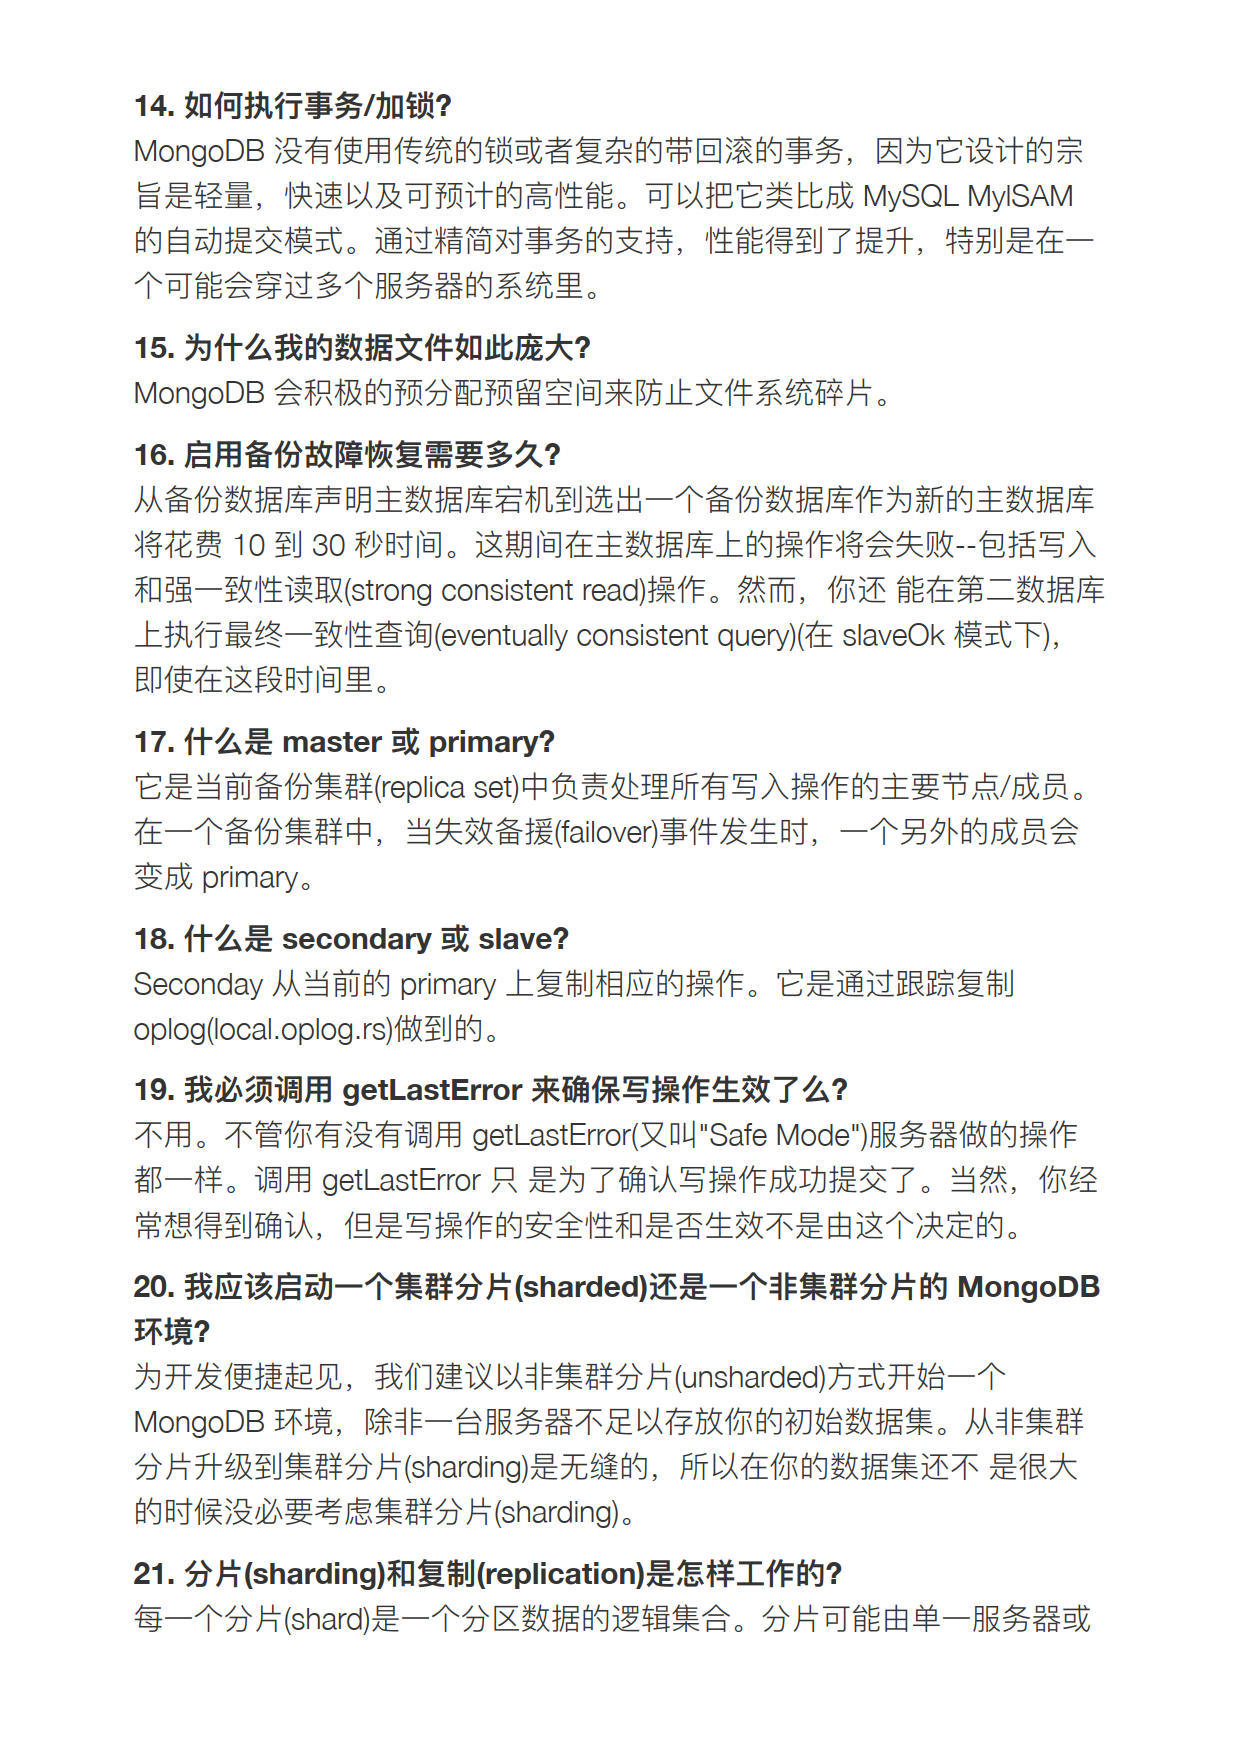 14. 如何执行事务/加锁?
MongoDB 没有使用传统的锁或者复杂的带回滚的事务，因为它设计的宗
旨是轻量，快速以及可预计的高性能。可以把它类比成 MySQL MylSAM
的自动提交模式。通过精简对事务的支持，性能得到了提升，特别是在一
个可能会穿过多个服务器的系统里。
15. 为什么我的数据文件如此庞大?
MongoDB 会积极的预分配预留空间来防止文件系统碎片。
16. 启用备份故障恢复需要多久?
从备份数据库声明主数据库宕机到选出一个备份数据库作为新的主数据库
将花费 10 到 30 秒时间。这期间在主数据库上的操作将会失败--包括写入
和强一致性读取(strong consistent read)操作。然而，你还 能在第二数据库
上执行最终一致性查询(eventually consistent query)(在 slaveOk 模式下)，
即使在这段时间里。
17. 什么是 master 或 primary?
它是当前备份集群(replica set)中负责处理所有写入操作的主要节点/成员。
在一个备份集群中，当失效备援(failover)事件发生时，一个另外的成员会
变成 primary。
18. 什么是 secondary 或 slave?
Seconday 从当前的 primary 上复制相应的操作。它是通过跟踪复制
oplog(local.oplog.rs)做到的。
19. 我必须调用 getLastError 来确保写操作生效了么?
不用。不管你有没有调用 getLastError(又叫"Safe Mode")服务器做的操作
都一样。调用 getLastError 只 是为了确认写操作成功提交了。当然，你经
常想得到确认，但是写操作的安全性和是否生效不是由这个决定的。
20. 我应该启动一个集群分片(sharded)还是一个非集群分片的 MongoDB
环境?
为开发便捷起见，我们建议以非集群分片(unsharded)方式开始一个
MongoDB 环境，除非一台服务器不足以存放你的初始数据集。从非集群
分片升级到集群分片(sharding)是无缝的，所以在你的数据集还不 是很大
的时候没必要考虑集群分片(sharding)。
21. 分片(sharding)和复制(replication)是怎样工作的?
每一个分片(shard)是一个分区数据的逻辑集合。分片可能由单一服务器或